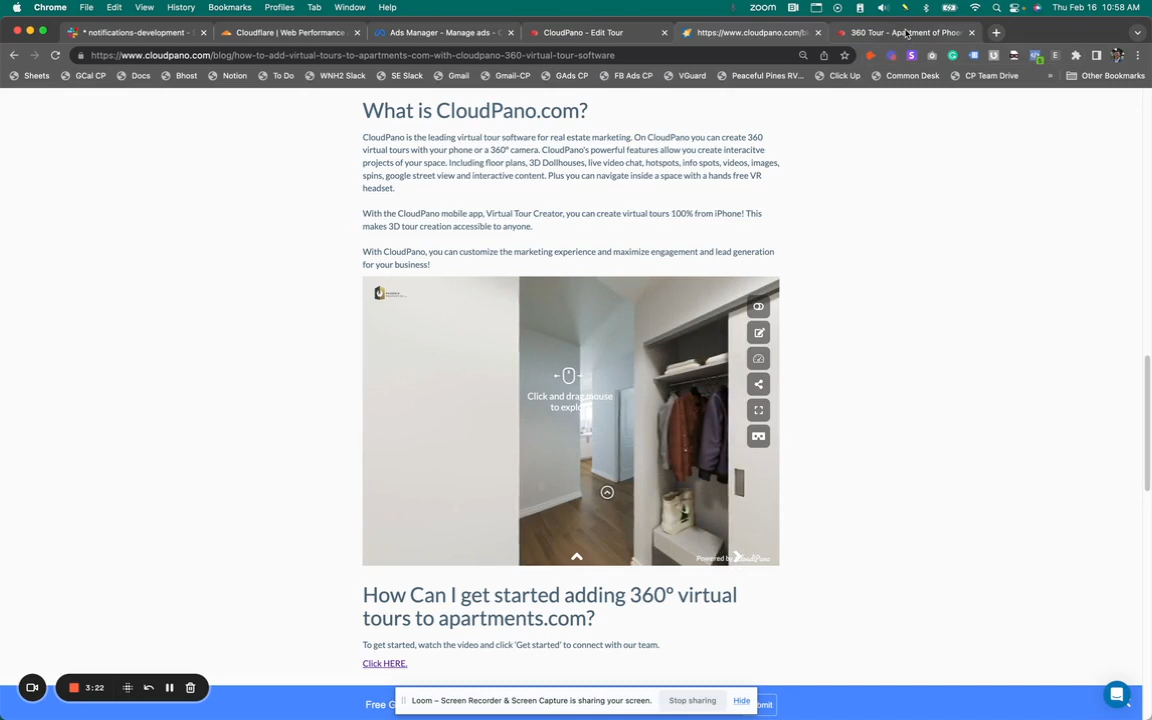 Chrome File Edit View History Bookmarks Profiles Tab Window Help zoom Thu Feb 16 10:58 AM
* notifications-development - Cloudflare | Web Performance Ads Manager - Manage ads - C CloudPano - Edit Tour https://www.cloudpano.com/bl 360 Tour - Apartment of Phoe
https://www.cloudpano.com/blog/how-to-add-virtual-tours-to-apartments-com-with-cloudpano-360-virtual-tour-software
Sheets GCal CP Docs Bhost Notion To Do WNH2 Slack SE Slack Gmail Gmail-CP GAds CP FB Ads CP VGuard Peaceful Pines RV... Click Up Common Desk CP Team Drive » Other Bookmarks
What is CloudPano.com?
CloudPano is the leading virtual tour software for real estate marketing. On CloudPano you can create 360
virtual tours with your phone or a 360° camera. CloudPano's powerful features allow you create interacitve
projects of your space. Including floor plans, 3D Dollhouses, live video chat, hotspots, info spots, videos, images,
spins, google street view and interactive content. Plus you can navigate inside a space with a hands free VR
headset.
With the CloudPano mobile app, Virtual Tour Creator, you can create virtual tours 100% from iPhone! This
makes 3D tour creation accessible to anyone.
With CloudPano, you can customize the marketing experience and maximize engagement and lead generation
for your business!
Click and drag mouse
to explo
Powered by CloudPano
How Can I get started adding 360° virtual
tours to apartments.com?
To get started, watch the video and click 'Get started' to connect with our team.
Click HERE.
3:22
Free G
Loom – Screen Recorder & Screen Capture is sharing your screen. Stop sharing Hide
omit